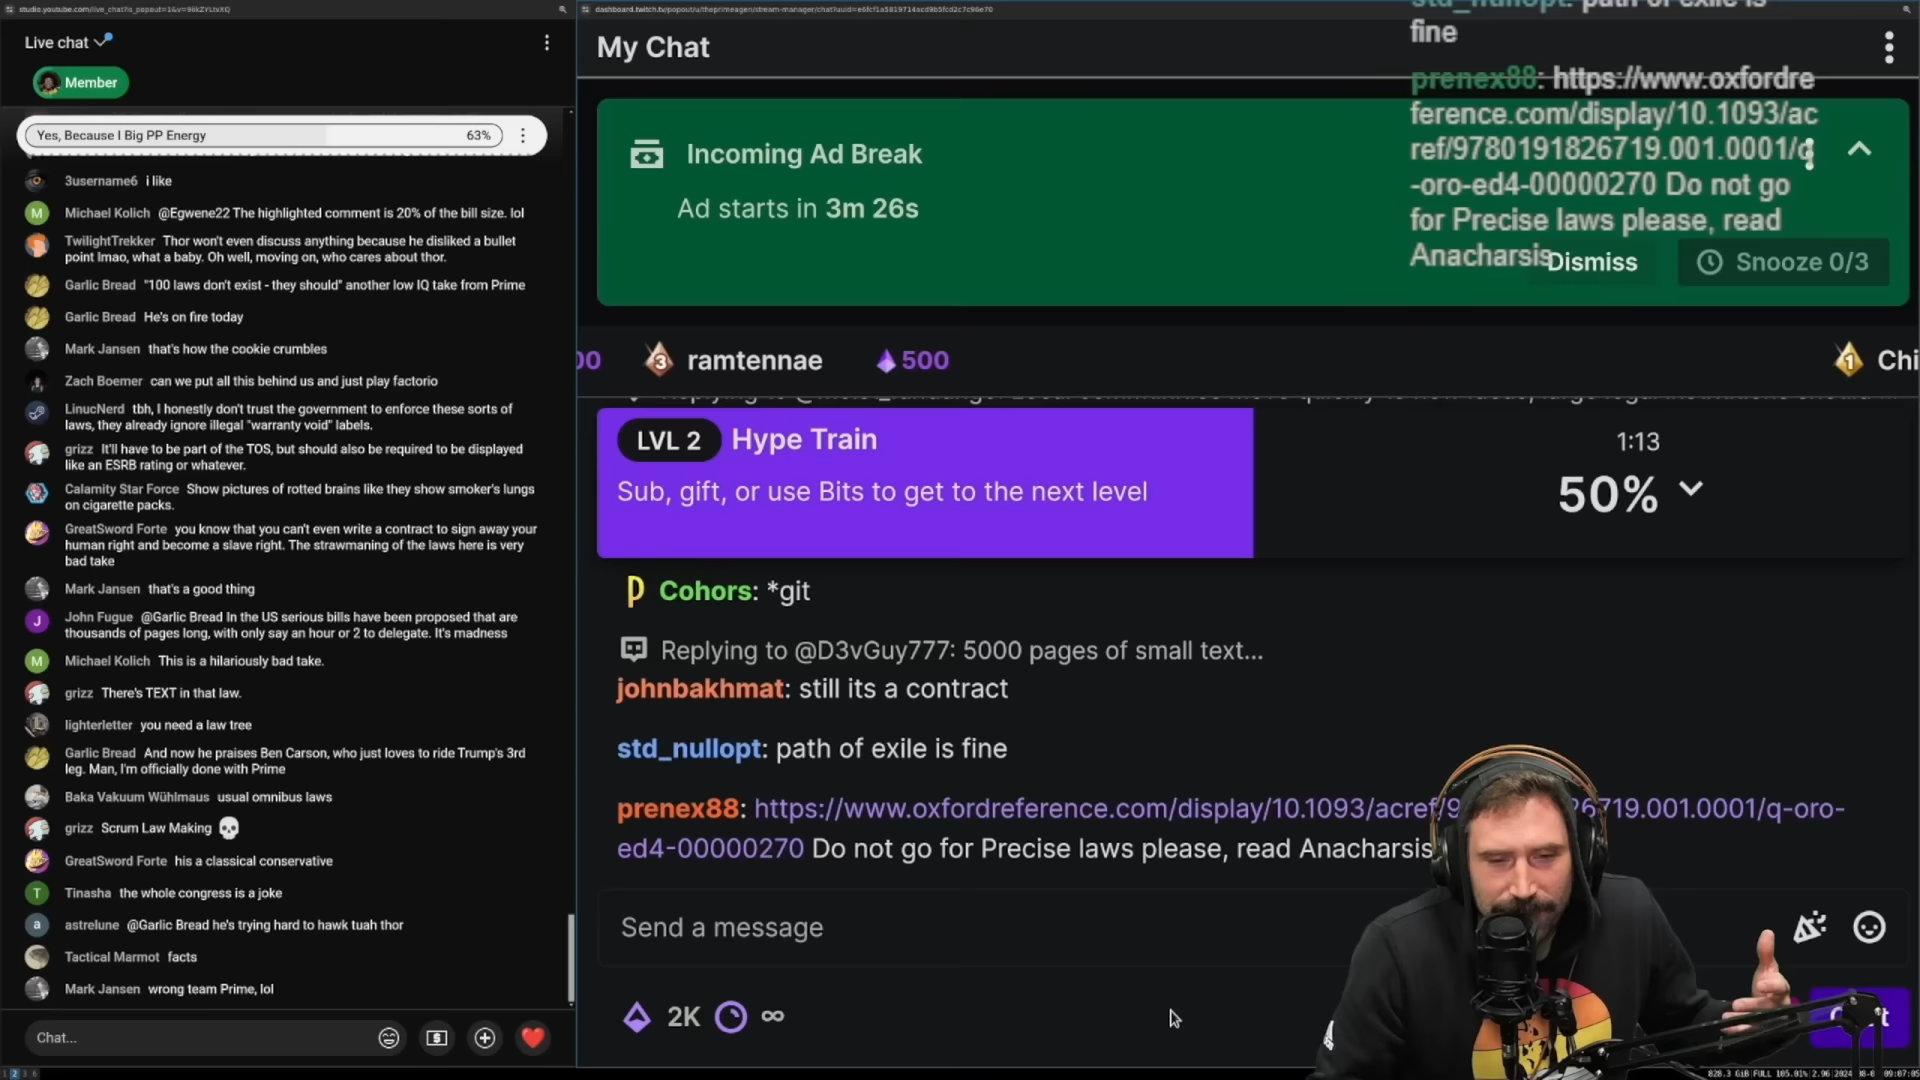 studio.youtube.com/live_chat?is_popout=1&v=
Live chat
Member
Yes, Because I Big PP Energy 63%
3username6 i like
Michael Kolich @Egwene22 The highlighted comment is 20% of the bill size. lol
TwilightTrekker Thor won't even discuss anything because he disliked a bullet
point lmao, what a baby. Oh well, moving on, who cares about thor.
Garlic Bread "100 laws don't exist - they should" another low IQ take from Prime
Garlic Bread He's on fire today
Mark Jansen that's how the cookie crumbles
Zach Boemer can we put all this behind us and just play factorio
LinucNerd tbh, I honestly don't trust the government to enforce these sorts of
laws, they already ignore illegal "warranty void" labels.
grizz It'll have to be part of the TOS, but should also be required to be displayed
like an ESRB rating or whatever.
Calamity Star Force Show pictures of rotted brains like they show smoker's lungs
on cigarette packs.
GreatSword Forte you know that you can't even write a contract to sign away your
human right and become a slave right. The strawmaning of the laws here is very
bad take
Mark Jansen that's a good thing
John Fugue @Garlic Bread In the US serious bills have been proposed that are
thousands of pages long, with only say an hour or 2 to delegate. It's madness
Michael Kolich This is a hilariously bad take.
grizz There's TEXT in that law.
lighterletter you need a law tree
Garlic Bread And now he praises Ben Carson, who just loves to ride Trump's 3rd
leg. Man, I'm officially done with Prime
Baka Vakuum Wühlmaus usual omnibus laws
grizz Scrum Law Making 💀
GreatSword Forte his a classical conservative
Tinasha the whole congress is a joke
astrelune @Garlic Bread he's trying hard to hawk tuah thor
Tactical Marmot facts
Mark Jansen wrong team Prime, lol
Chat...
My Chat
Incoming Ad Break
Ad starts in 3m 26s
Dismiss
Snooze 0/3
std_nullopt: path of exile is
fine
prenex88: https://www.oxfordre
ference.com/display/10.1093/ac
ref/9780191826719.001.0001/q
-oro-ed4-00000270 Do not go
for Precise laws please, read
Anacharsis
00
3 ramtennae 500
1 Chi
LVL 2 Hype Train
Sub, gift, or use Bits to get to the next level
1:13
50%
Cohors: *git
Replying to @D3vGuy777: 5000 pages of small text...
johnbakhmat: still its a contract
std_nullopt: path of exile is fine
prenex88: https://www.oxfordreference.com/display/10.1093/acref/9 26719.001.0001/q-oro-
ed4-00000270 Do not go for Precise laws please, read Anacharsis
Send a message
2K ∞